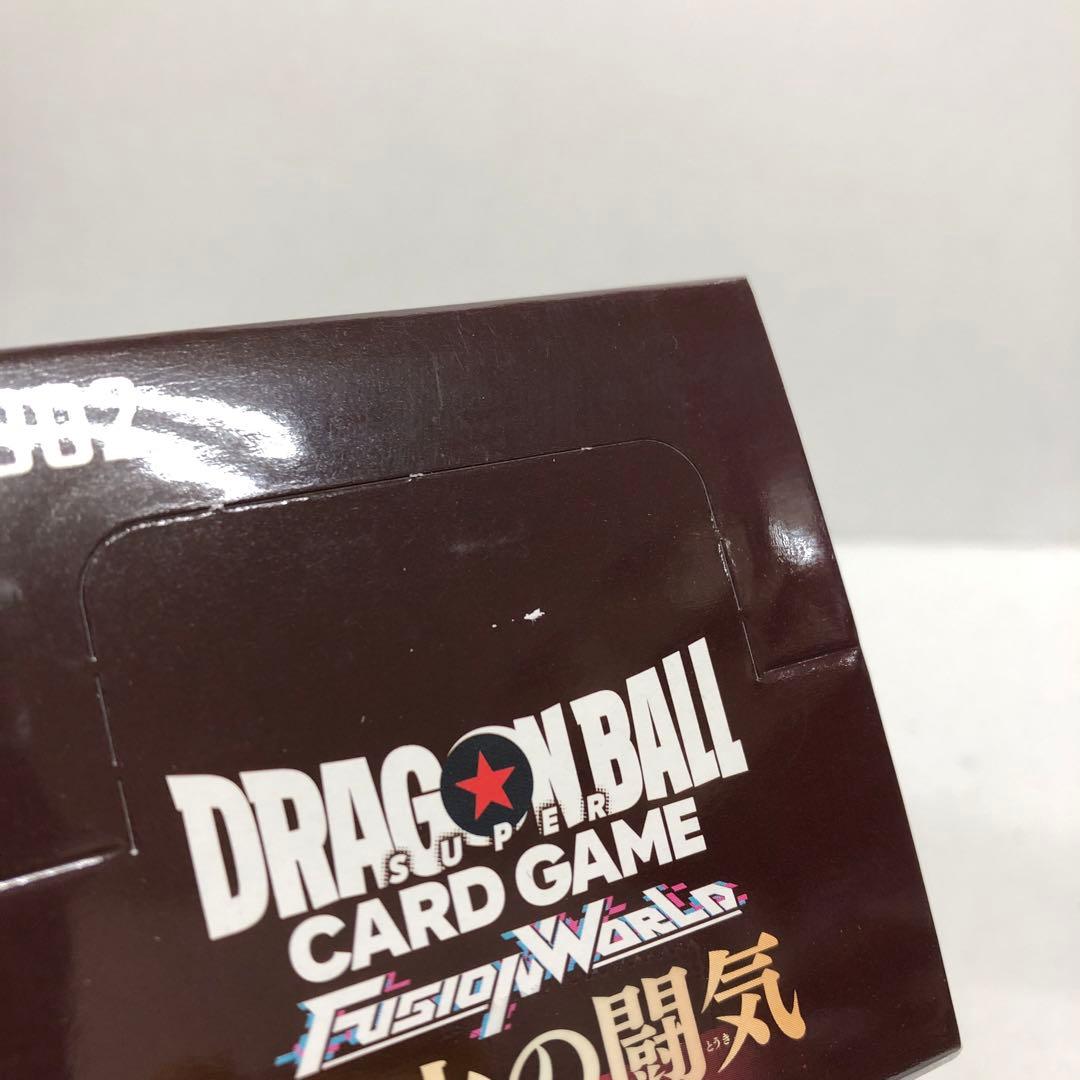 DRAGON BALL
SUPER
CARD GAME
FUSION WORLD
の闘気
とうき